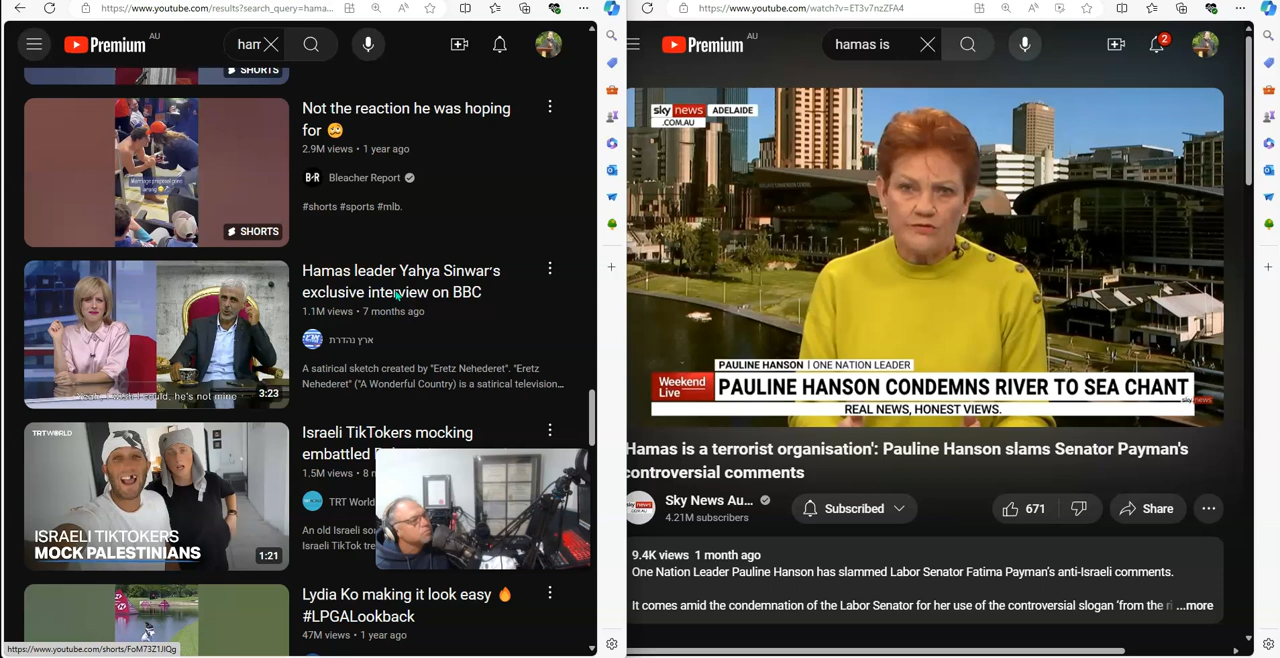 https://www.youtube.com/results?search_query=hama...
Premium AU
ham
SHORTS
Not the reaction he was hoping
for 🙄
2.9M views • 1 year ago
B/R Bleacher Report
#shorts #sports #mlb.
SHORTS
Hamas leader Yahya Sinwar's
exclusive interview on BBC
1.1M views • 7 months ago
ארץ נהדרת
A satirical sketch created by "Eretz Nehederet". "Eretz
Nehederet" ("A Wonderful Country) is a satirical television...
he's not mine
3:23
TRT WORLD
ISRAELI TIKTOKERS
MOCK PALESTINIANS
1:21
Israeli TikTokers mocking
embattled
1.5M views • 8
TRT World
An old Israeli
Israeli TikTok
Lydia Ko making it look easy 🔥
#LPGALookback
47M views • 1 year ago
https://www.youtube.com/shorts/FoM73Z1JlQg
https://www.youtube.com/watch?v=ET3v7nzZFA4
Premium AU
hamas is
2
sky news ADELAIDE
.COM.AU
PAULINE HANSON | ONE NATION LEADER
Weekend
Live
PAULINE HANSON CONDEMNS RIVER TO SEA CHANT
REAL NEWS, HONEST VIEWS.
sky news
Hamas is a terrorist organisation': Pauline Hanson slams Senator Payman's
controversial comments
Sky News Au...
4.21M subscribers
Subscribed
671
Share
9.4K views 1 month ago
One Nation Leader Pauline Hanson has slammed Labor Senator Fatima Payman's anti-Israeli comments.
It comes amid the condemnation of the Labor Senator for her use of the controversial slogan 'from the ri ...more